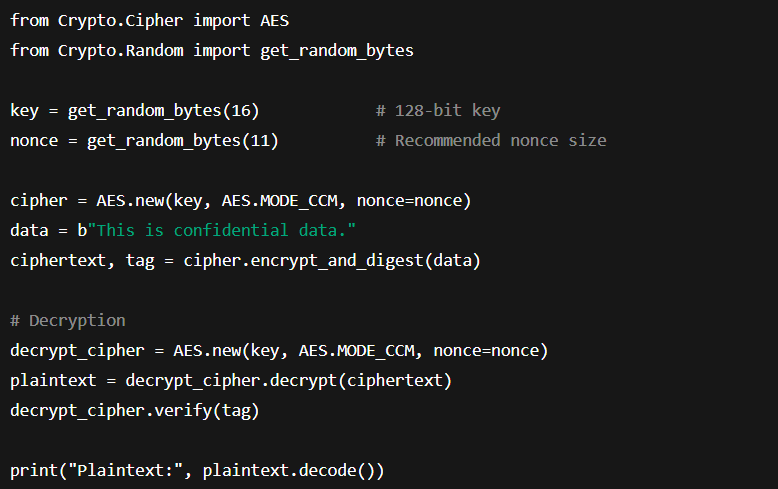 from Crypto.Cipher import AES
from Crypto.Random import get_random_bytes

key = get_random_bytes(16)            # 128-bit key
nonce = get_random_bytes(11)          # Recommended nonce size

cipher = AES.new(key, AES.MODE_CCM, nonce=nonce)
data = b"This is confidential data."
ciphertext, tag = cipher.encrypt_and_digest(data)

# Decryption
decrypt_cipher = AES.new(key, AES.MODE_CCM, nonce=nonce)
plaintext = decrypt_cipher.decrypt(ciphertext)
decrypt_cipher.verify(tag)

print("Plaintext:", plaintext.decode())